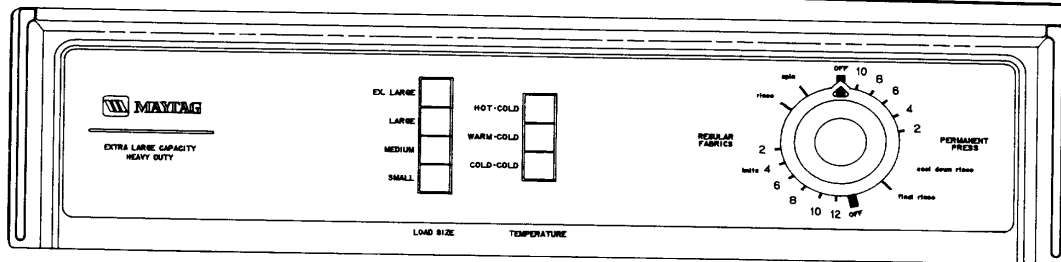 MAYTAG
EXTRA LARGE CAPACITY
HEAVY DUTY
EX. LARGE
LARGE
MEDIUM
SMALL
LOAD SIZE
HOT-COLD
WARM-COLD
COLD-COLD
TEMPERATURE
REGULAR
FABRICS
spin
rinse
OFF
10
8
6
4
2
PERMANENT
PRESS
cool down rinse
final rinse
OFF
12
10
8
6
4
2